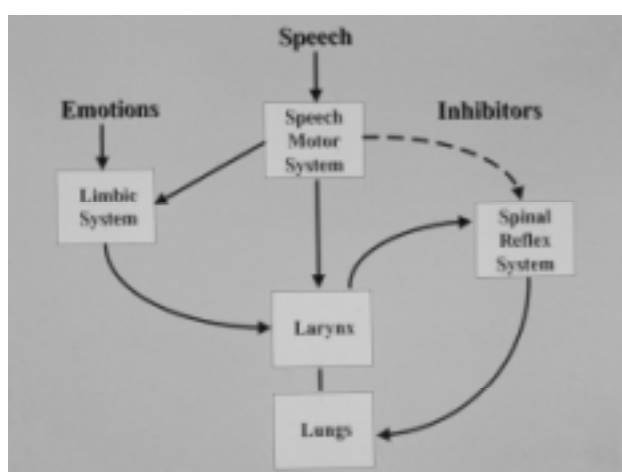 Speech
Emotions
Inhibitors
Speech
Motor
System
Limbic
System
Spinal
Reflex
System
Larynx
Lungs